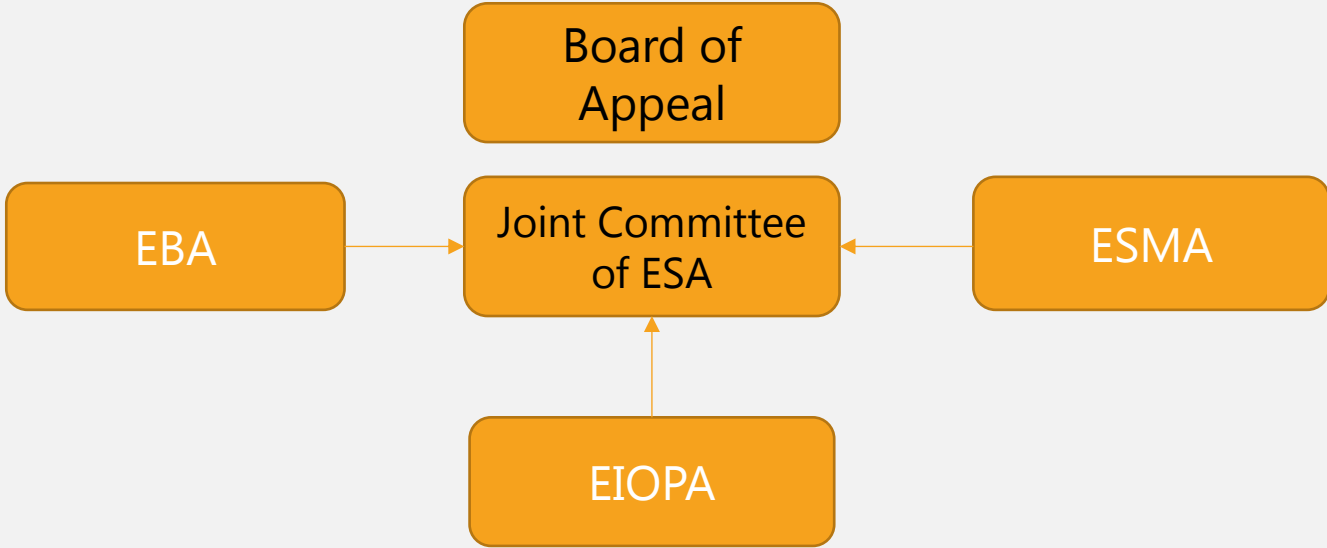 Board of
Appeal
EBA
Joint Committee
of ESA
ESMA
EIOPA